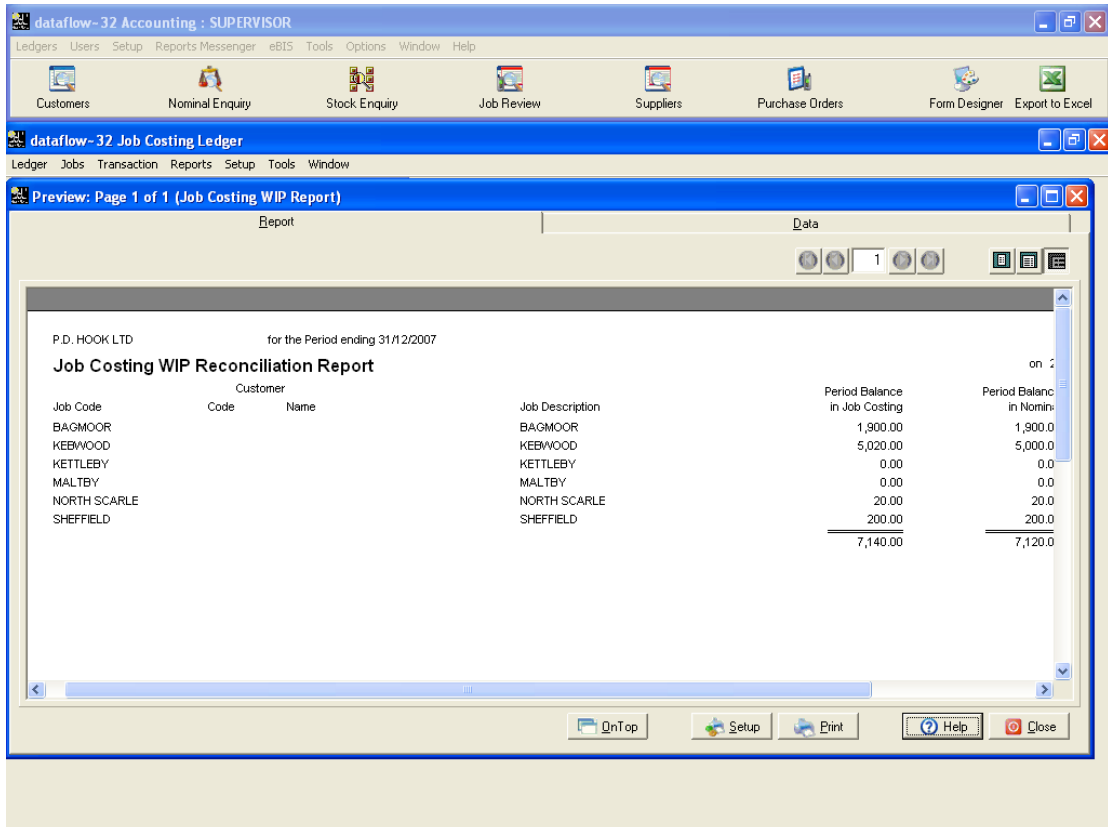 dataflow~32 Accounting : SUPERVISOR
Ledgers Users Setup Reports Messenger eBIS Tools Options Window Help
Customers Nominal Enquiry Stock Enquiry Job Review Suppliers Purchase Orders Form Designer Export to Excel
dataflow~32 Job Costing Ledger
Ledger Jobs Transaction Reports Setup Tools Window
Preview: Page 1 of 1 (Job Costing WIP Report)
Report Data
1
P.D. HOOK LTD for the Period ending 31/12/2007
Job Costing WIP Reconciliation Report on 2
Customer Period Balance Period Balanc
Job Code Code Name Job Description in Job Costing in Nomin
BAGMOOR BAGMOOR 1,900.00 1,900.0
KEBWOOD KEBWOOD 5,020.00 5,000.0
KETTLEBY KETTLEBY 0.00 0.0
MALTBY MALTBY 0.00 0.0
NORTH SCARLE NORTH SCARLE 20.00 20.0
SHEFFIELD SHEFFIELD 200.00 200.0
7,140.00 7,120.0
OnTop Setup Print Help Close